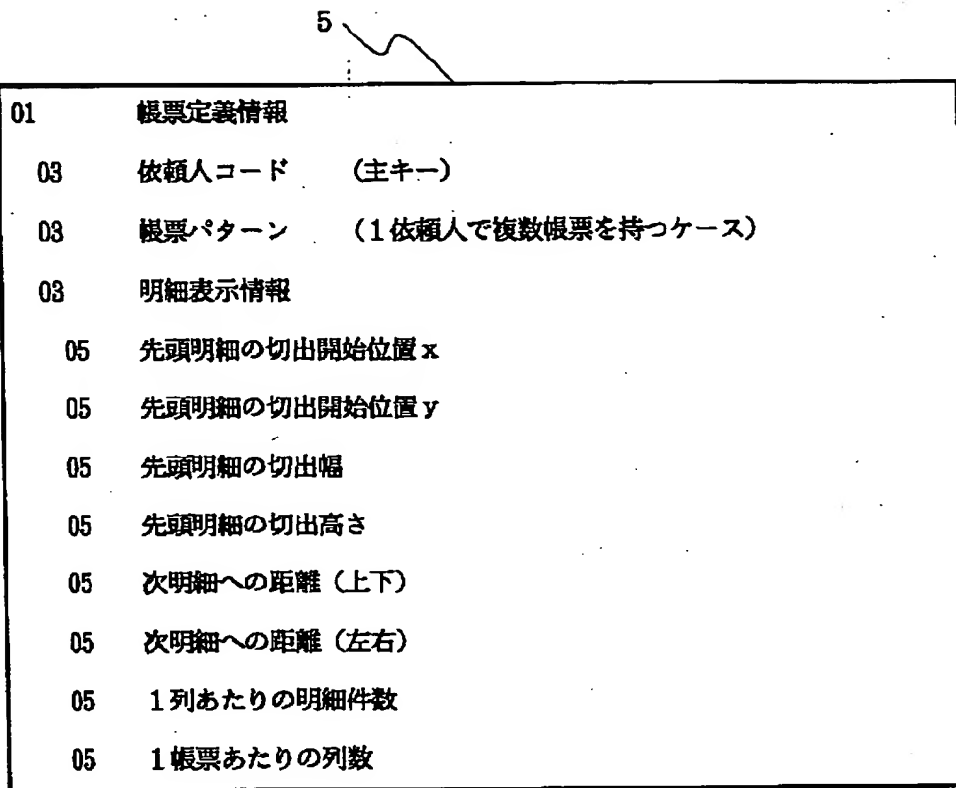 5
01 帳票定義情報
03 依頼人コード (主キー)
03 帳票パターン (1依頼人で複数帳票を持つケース)
03 明細表示情報
05 先頭明細の切出開始位置x
05 先頭明細の切出開始位置y
05 先頭明細の切出幅
05 先頭明細の切出高さ
05 次明細への距離(上下)
05 次明細への距離(左右)
05 1列あたりの明細件数
05 1帳票あたりの列数